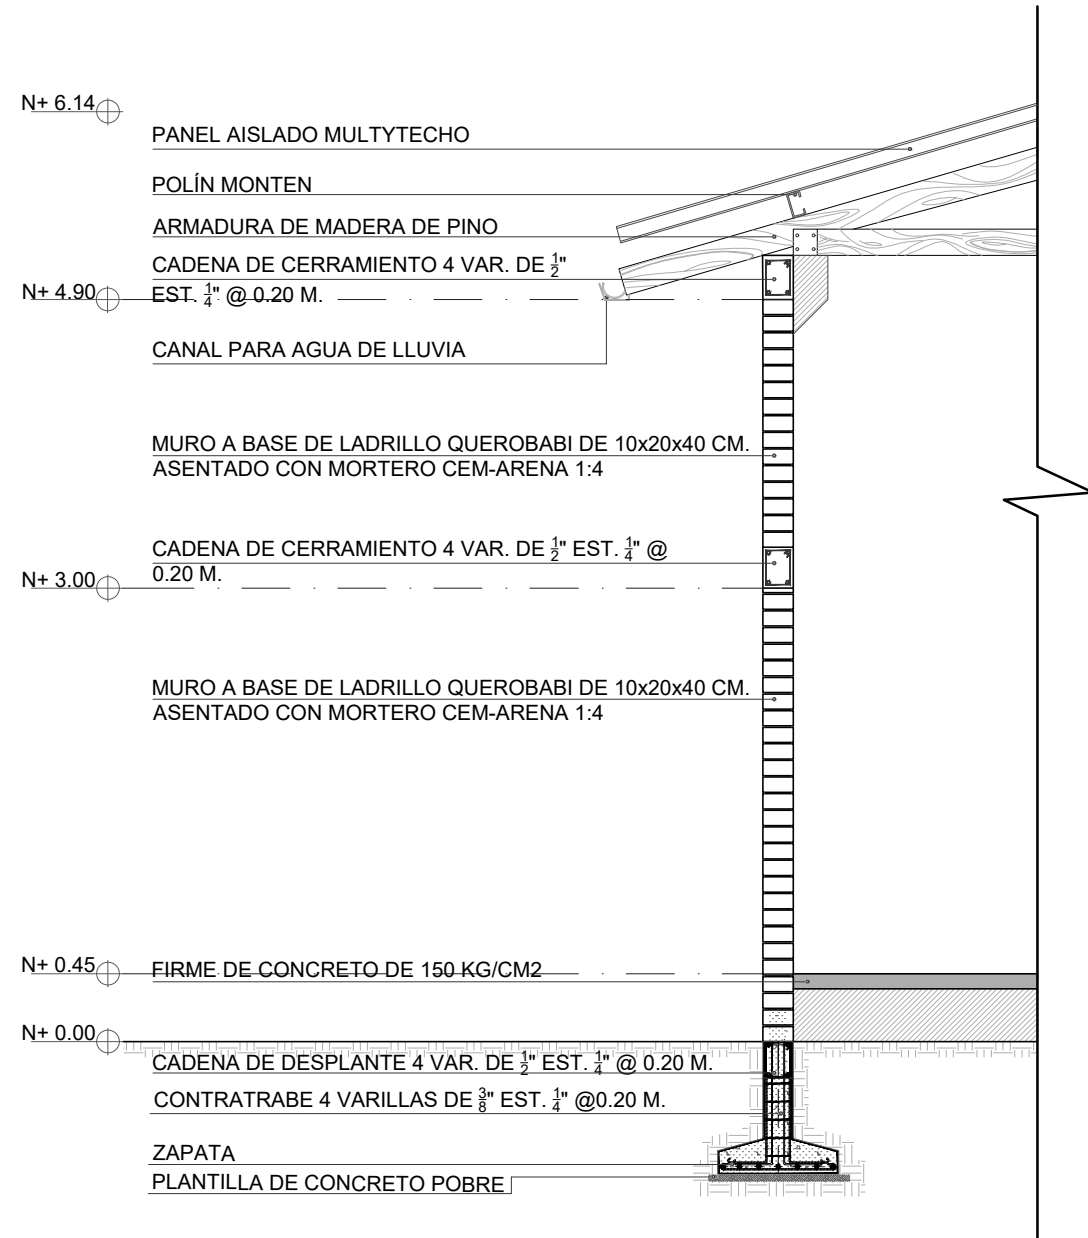 N+ 6.14
PANEL AISLADO MULTYTECHO
POLÍN MONTEN
ARMADURA DE MADERA DE PINO
CADENA DE CERRAMIENTO 4 VAR. DE 1/2"
N+ 4.90
EST. 1/4" @ 0.20 M.
CANAL PARA AGUA DE LLUVIA
MURO A BASE DE LADRILLO QUEROBABI DE 10x20x40 CM.
ASENTADO CON MORTERO CEM-ARENA 1:4
CADENA DE CERRAMIENTO 4 VAR. DE 1/2" EST. 1/4" @
0.20 M.
N+ 3.00
MURO A BASE DE LADRILLO QUEROBABI DE 10x20x40 CM.
ASENTADO CON MORTERO CEM-ARENA 1:4
N+ 0.45
FIRME DE CONCRETO DE 150 KG/CM2
N+ 0.00
CADENA DE DESPLANTE 4 VAR. DE 1/2" EST. 1/4" @ 0.20 M.
CONTRATRABE 4 VARILLAS DE 3/8" EST. 1/4" @0.20 M.
ZAPATA
PLANTILLA DE CONCRETO POBRE